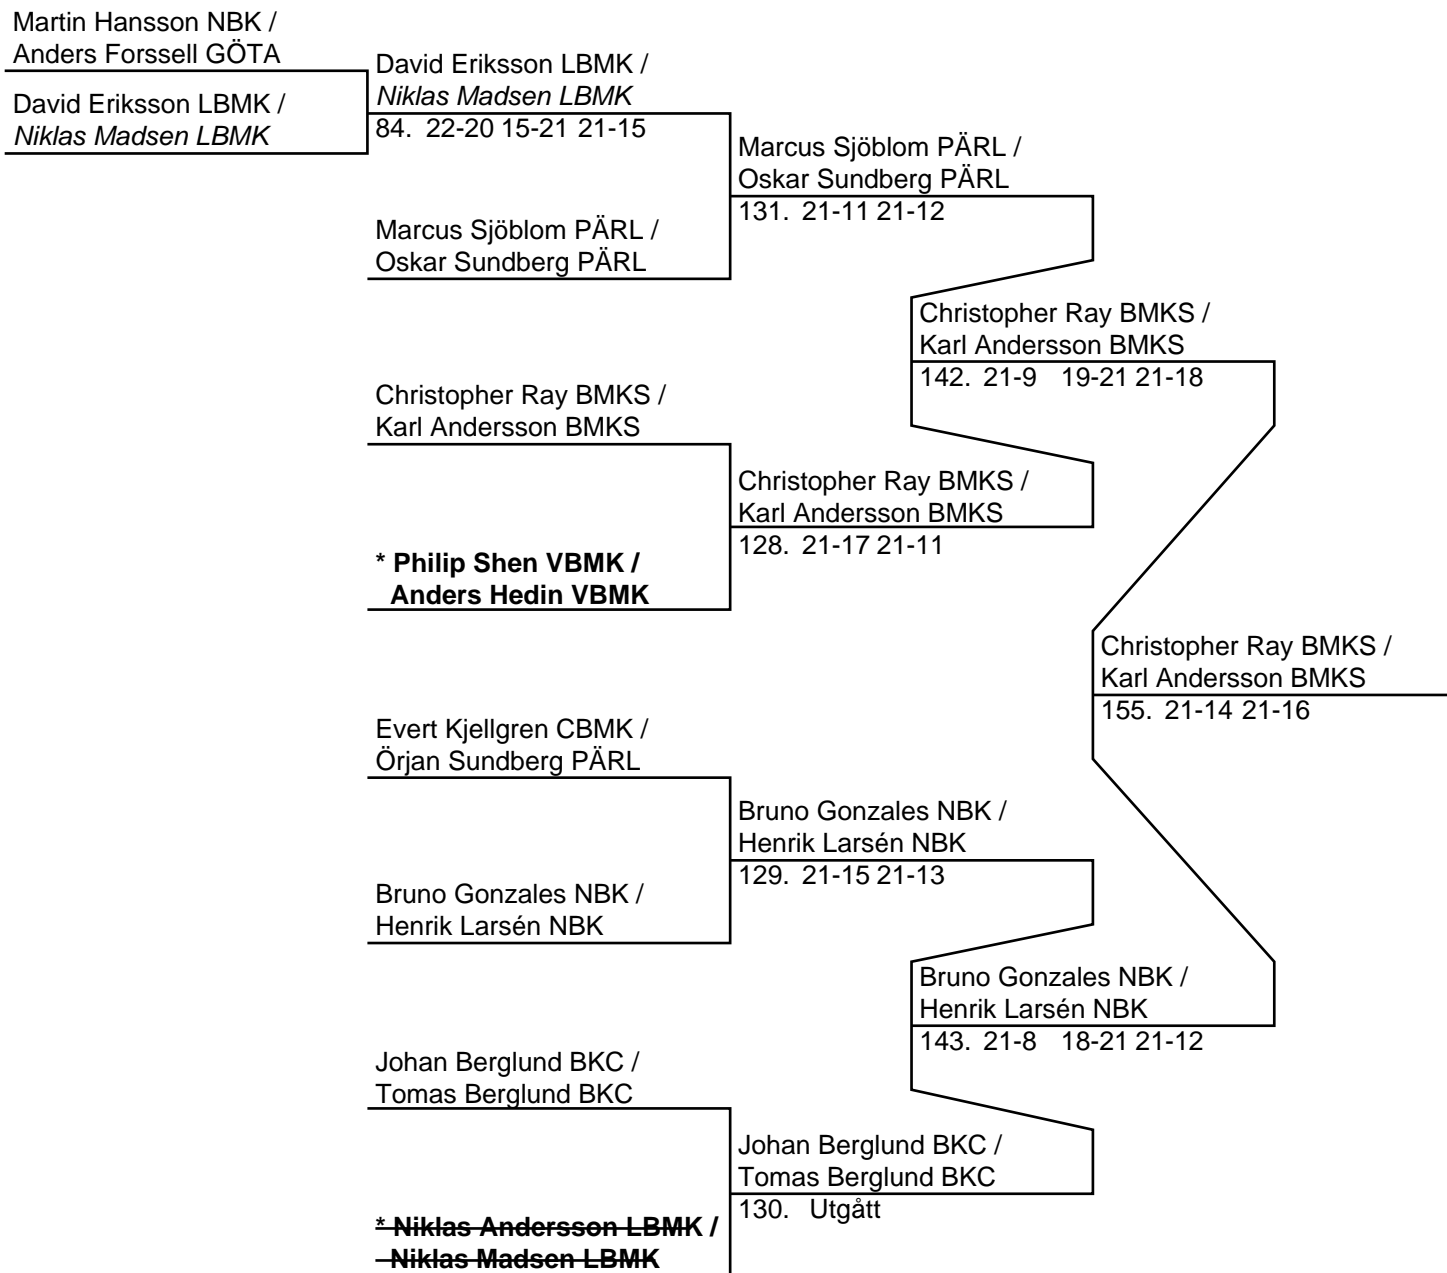 Martin Hansson NBK /
Anders Forssell GÖTA
David Eriksson LBMK /
Niklas Madsen LBMK
David Eriksson LBMK /
Niklas Madsen LBMK
84. 22-20 15-21 21-15
Marcus Sjöblom PÄRL /
Oskar Sundberg PÄRL
Christopher Ray BMKS /
Karl Andersson BMKS
* Philip Shen VBMK /
Anders Hedin VBMK
Evert Kjellgren CBMK /
Örjan Sundberg PÄRL
Bruno Gonzales NBK /
Henrik Larsén NBK
Johan Berglund BKC /
Tomas Berglund BKC
* Niklas Andersson LBMK /
Niklas Madsen LBMK
Marcus Sjöblom PÄRL /
Oskar Sundberg PÄRL
131. 21-11 21-12
Christopher Ray BMKS /
Karl Andersson BMKS
128. 21-17 21-11
Bruno Gonzales NBK /
Henrik Larsén NBK
129. 21-15 21-13
Johan Berglund BKC /
Tomas Berglund BKC
130. Utgått
Christopher Ray BMKS /
Karl Andersson BMKS
142. 21-9 19-21 21-18
Bruno Gonzales NBK /
Henrik Larsén NBK
143. 21-8 18-21 21-12
Christopher Ray BMKS /
Karl Andersson BMKS
155. 21-14 21-16